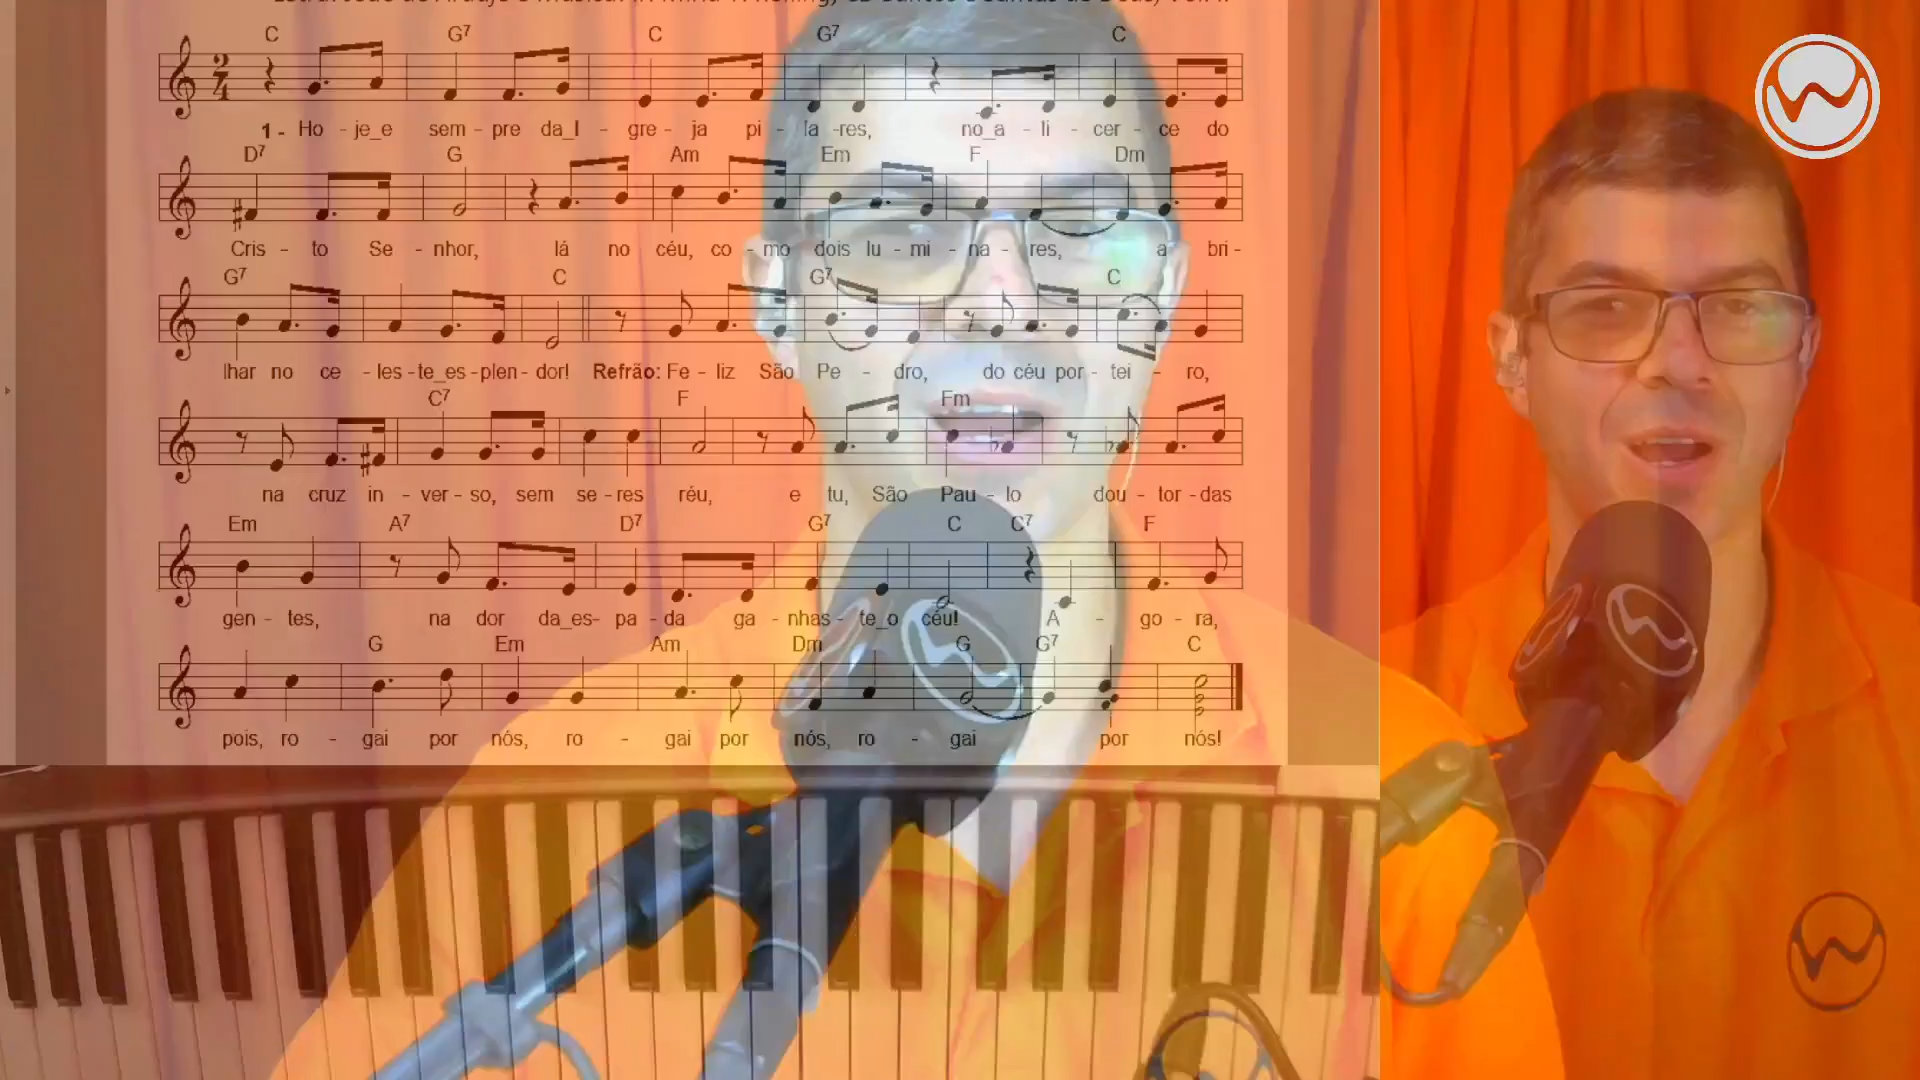 C G7 C G7 C
1 - Ho - je_e sem - pre da_I - gre - ja pi - la -res, no_a - li - cer - ce do
D7 G Am Em F Dm
Cris - to Se - nhor, lá no céu, co - mo dois lu - mi - na - res, a bri -
G7 C G7 C
lhar no ce - les -te_es -plen - dor! Refrão: Fe - liz São Pe - dro, do céu por - tei - ro,
C7 F Fm
na cruz in - ver - so, sem se - res réu, e tu, São Pau - lo dou - tor -das
Em A7 D7 G7 C C7 F
gen - tes, na dor da_es- pa - da ga - nhas - te_o céu! A - go - ra,
G Em Am Dm G G7 C
pois, ro - gai por nós, ro - gai por nós, ro - gai por nós!